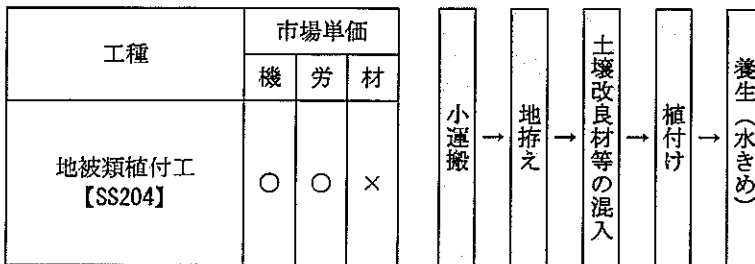 工種
市場単価
機 労 材
地被類植付工
【SS204】
○ ○ ×
小運搬
→
地拵え
→
土壌改良材等の混入
→
植付け
→
養生（水きめ）